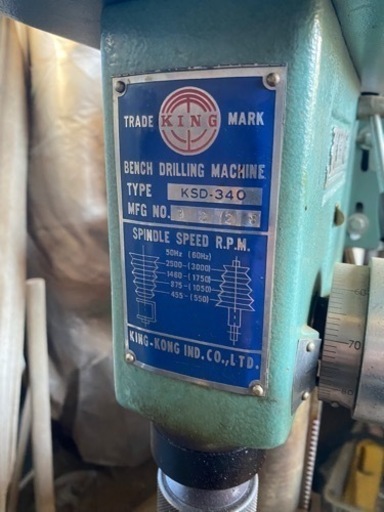 TRADE KING MARK
BENCH DRILLING MACHINE
TYPE KSD-340
MFG NO.
SPINDLE SPEED R.P.M.
50Hz (60Hz)
2500-(3000)
1460-(1750)
875-(1050)
455-(550)
KING-KONG IND.CO.,LTD.
70